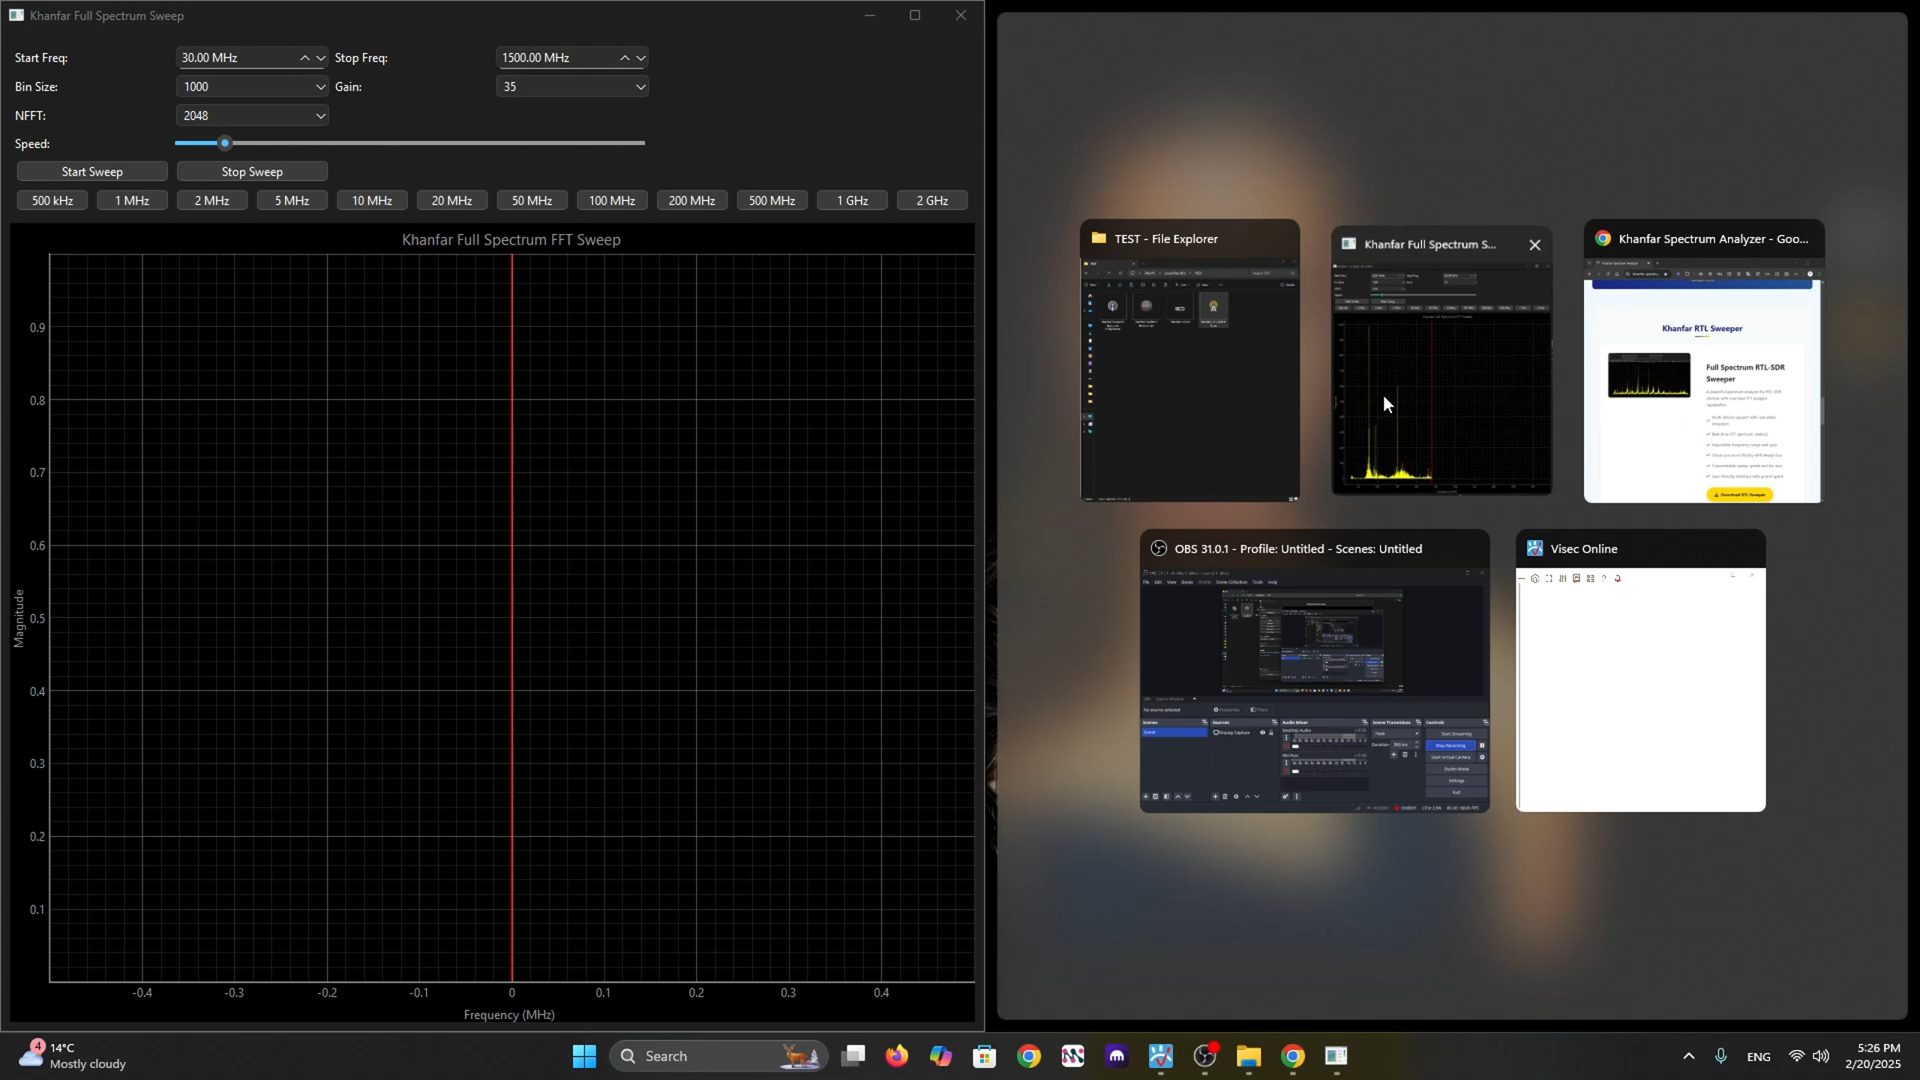 Khanfar Full Spectrum Sweep
Start Freq:
30.00 MHz
Stop Freq:
1500.00 MHz
Bin Size:
1000
Gain:
35
NFFT:
2048
Speed:
Start Sweep
Stop Sweep
500 kHz
1 MHz
2 MHz
5 MHz
10 MHz
20 MHz
50 MHz
100 MHz
200 MHz
500 MHz
1 GHz
2 GHz
Khanfar Full Spectrum FFT Sweep
0.9
0.8
0.7
0.6
0.5
0.4
0.3
0.2
0.1
Magnitude
-0.4
-0.3
-0.2
-0.1
0
0.1
0.2
0.3
0.4
Frequency (MHz)
TEST - File Explorer
Khanfar Full Spectrum S...
Khanfar Spectrum Analyzer - Goo...
Khanfar RTL Sweeper
Full Spectrum RTL-SDR
Sweeper
Download RTL Sweeper
OBS 31.0.1 - Profile: Untitled - Scenes: Untitled
Visec Online
4
14°C
Mostly cloudy
Search
ENG
5:26 PM
2/20/2025